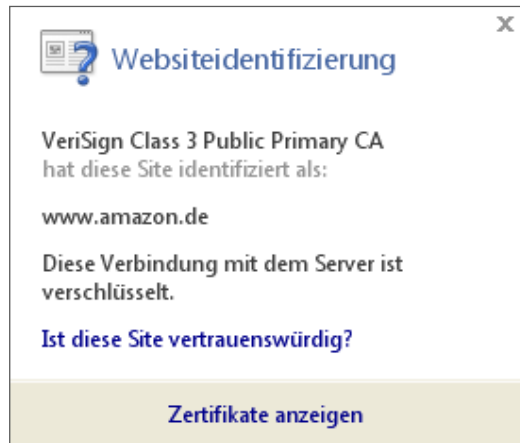 x
Websiteidentifizierung
VeriSign Class 3 Public Primary CA
hat diese Site identifiziert als:
www.amazon.de
Diese Verbindung mit dem Server ist
verschlüsselt.
Ist diese Site vertrauenswürdig?
Zertifikate anzeigen